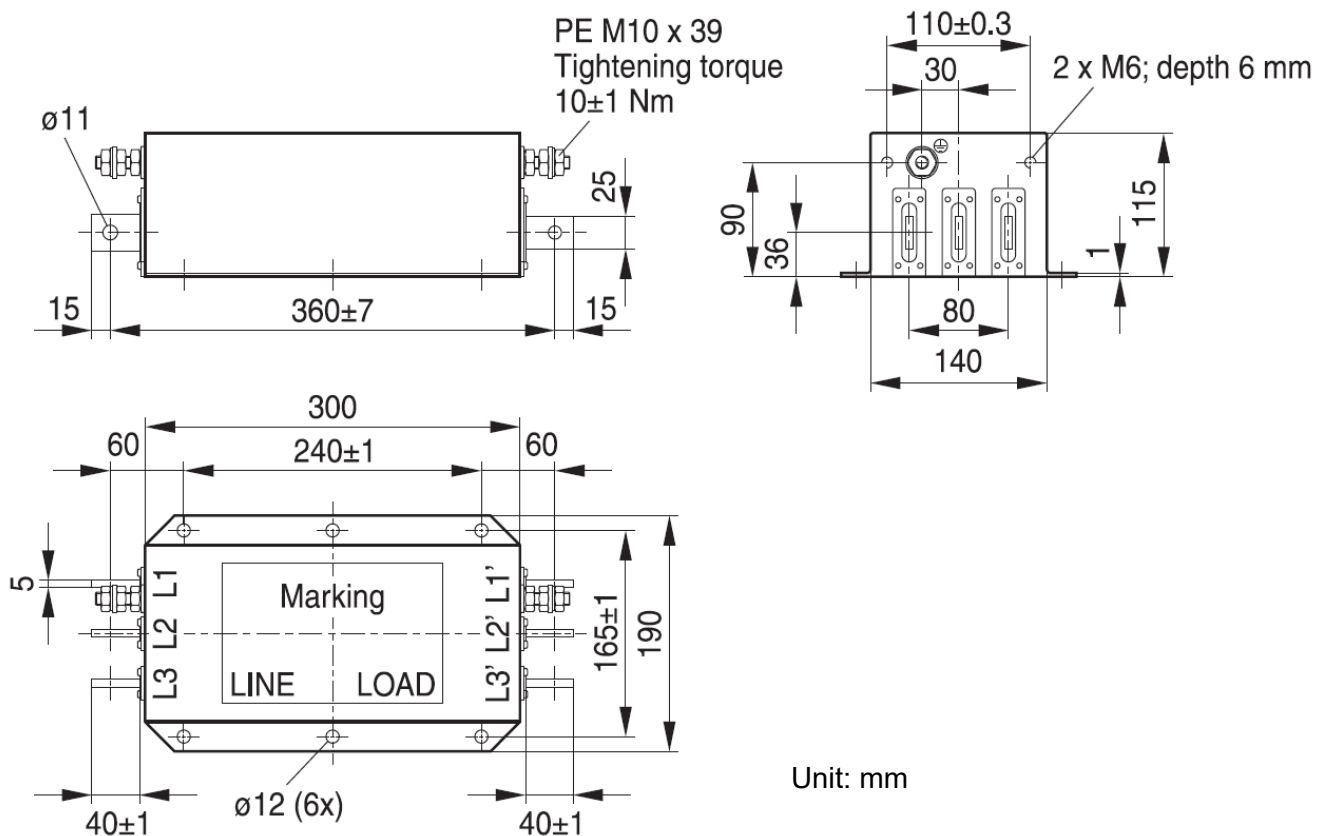 PE M10 x 39
Tightening torque
10±1 Nm
ø11
25
15
360±7
15
110±0.3
30
2 x M6; depth 6 mm
90
36
115
1
80
140
300
60
240±1
60
5
L1
L2
L3
Marking
LINE
LOAD
L1'
L2'
L3'
165±1
190
ø12 (6x)
40±1
40±1
Unit: mm